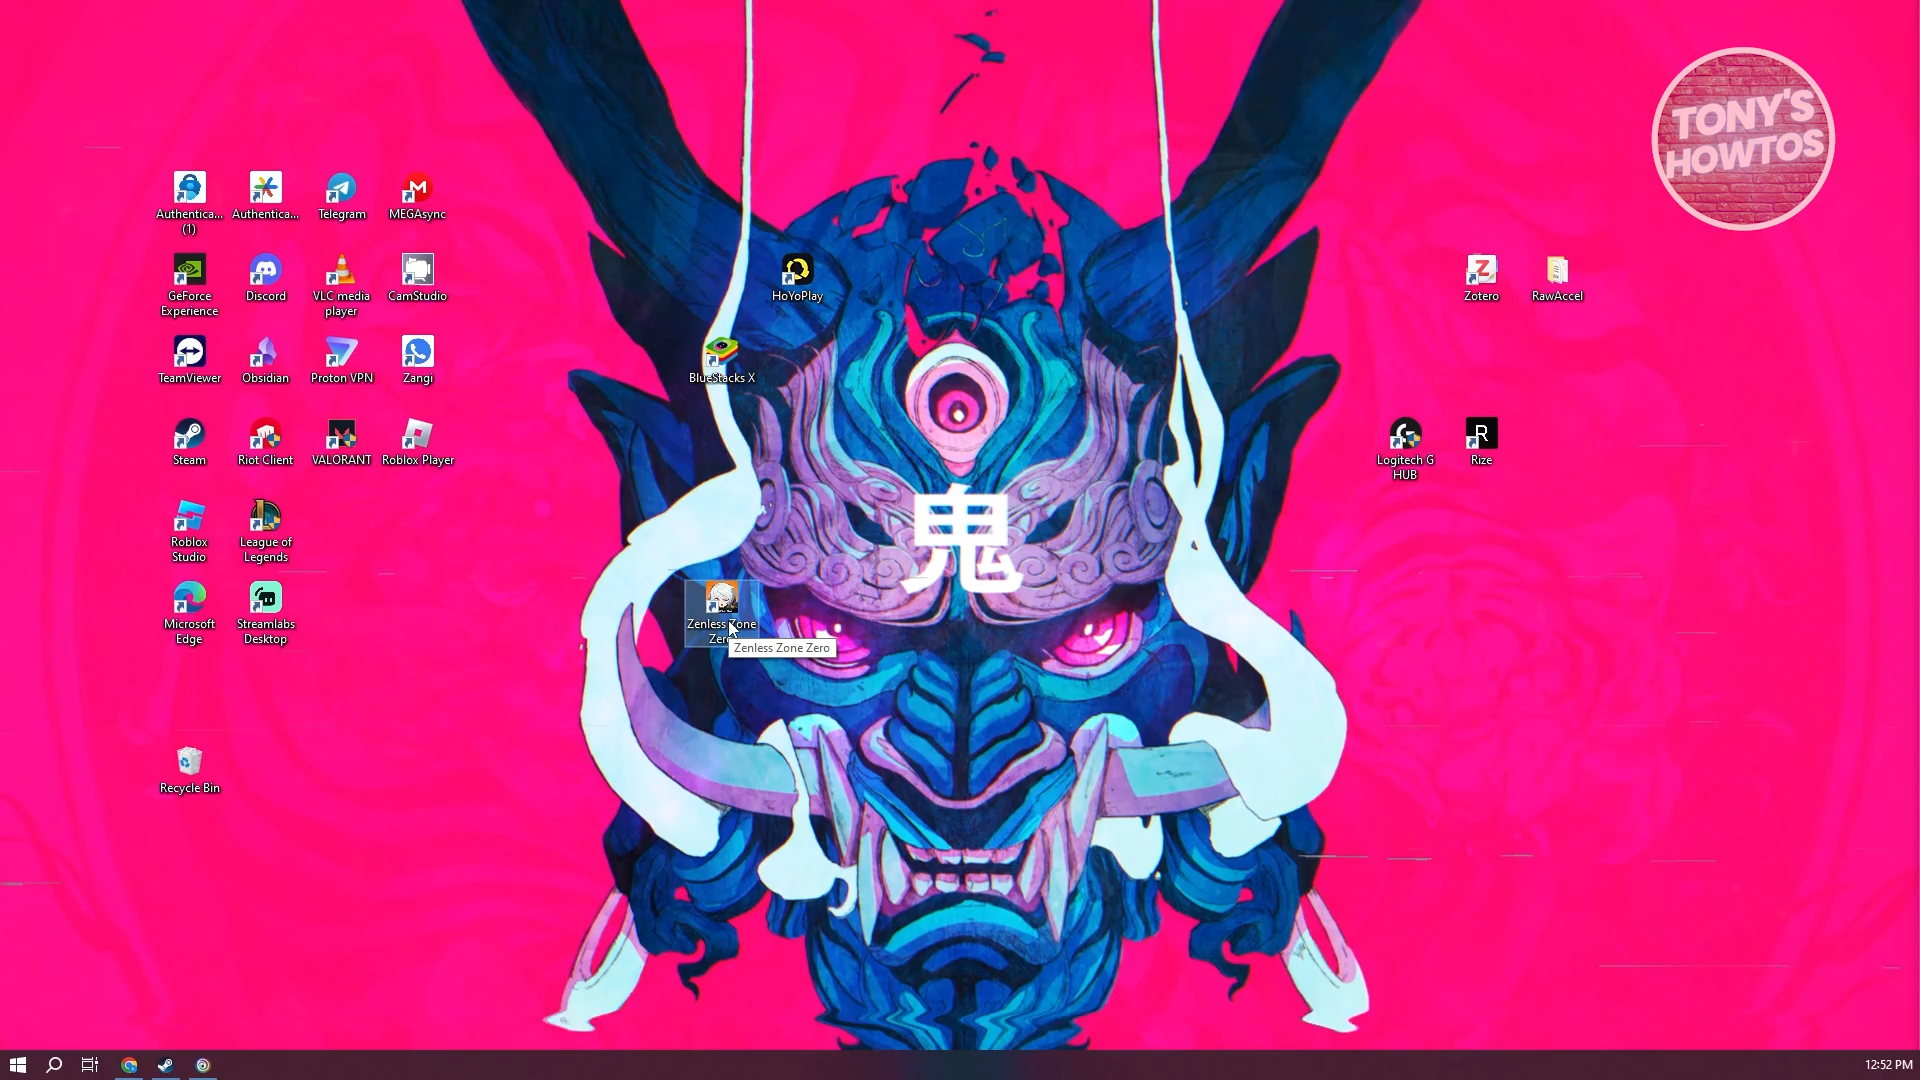 TONY'S
HOWTOS
Authentica...
(1)
Authentica...
Telegram
MEGAsync
GeForce
Experience
Discord
VLC media
player
CamStudio
HoYoPlay
Zotero
RawAccel
TeamViewer
Obsidian
Proton VPN
Zangi
BlueStacks X
Steam
Riot Client
VALORANT
Roblox Player
Logitech G
HUB
R
Rize
鬼
Roblox
Studio
League of
Legends
Microsoft
Edge
Streamlabs
Desktop
Zenless Zone
Zero
Zenless Zone Zero
Recycle Bin
12:52 PM